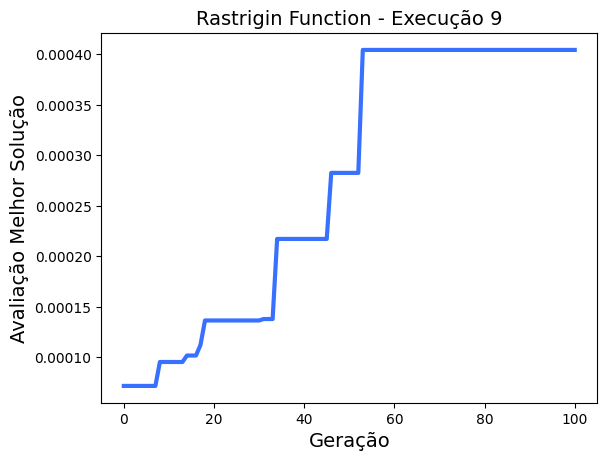 Rastrigin Function - Execução 9
Avaliação Melhor Solução
0.00040
0.00035
0.00030
0.00025
0.00020
0.00015
0.00010
0 20 40 60 80 100
Geração